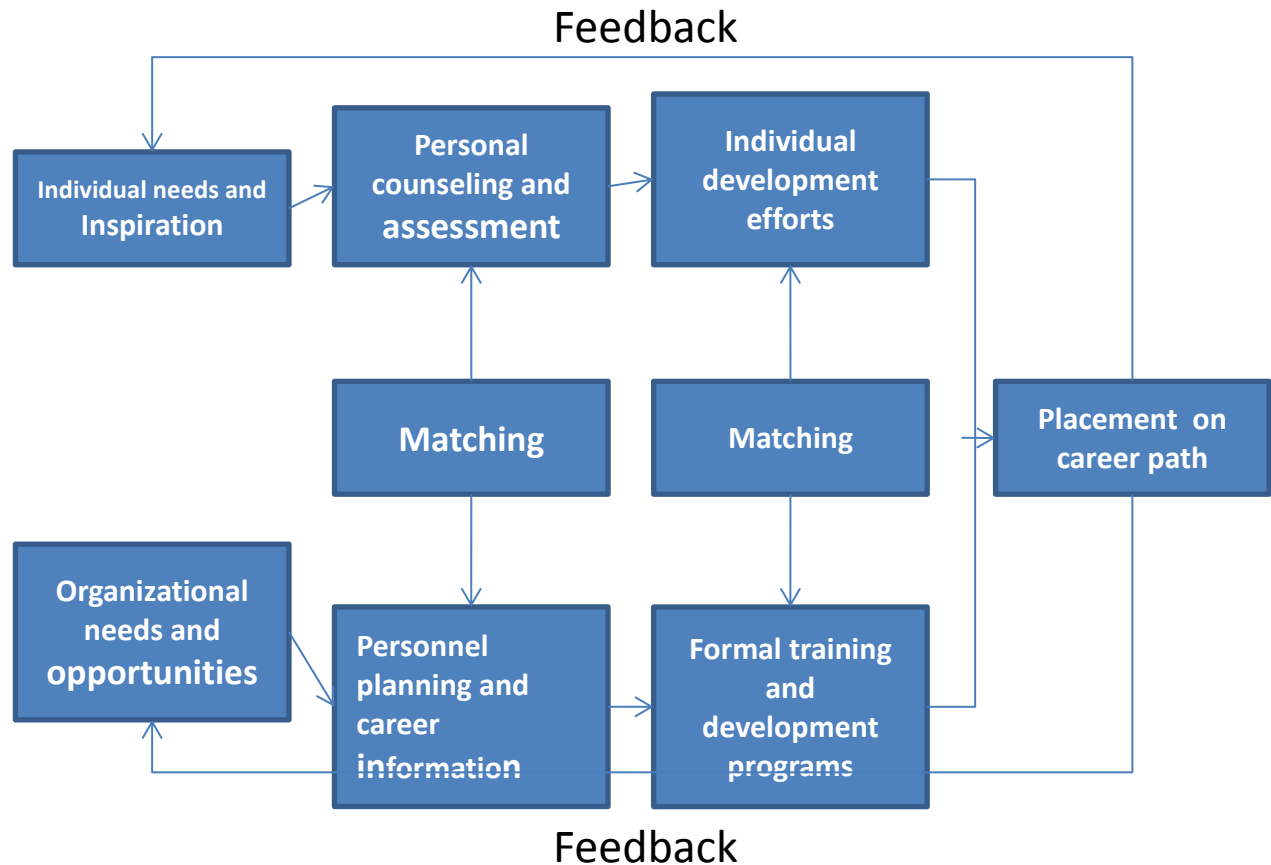 Feedback
Individual needs and
Inspiration
Personal
counseling and
assessment
Individual
development
efforts
Matching
Matching
Placement on
career path
Organizational
needs and
opportunities
Personnel
planning and
career
information
Formal training
and
development
programs
Feedback